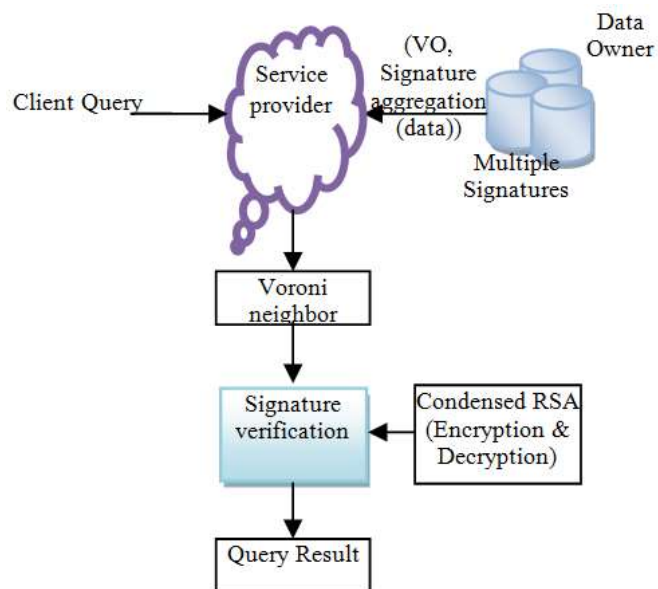 Data
Owner
(VO,
Signature
aggregation
(data))
Service
provider
Client Query
Multiple
Signatures
Voroni
neighbor
Signature
verification
Condensed RSA
(Encryption &
Decryption)
Query Result